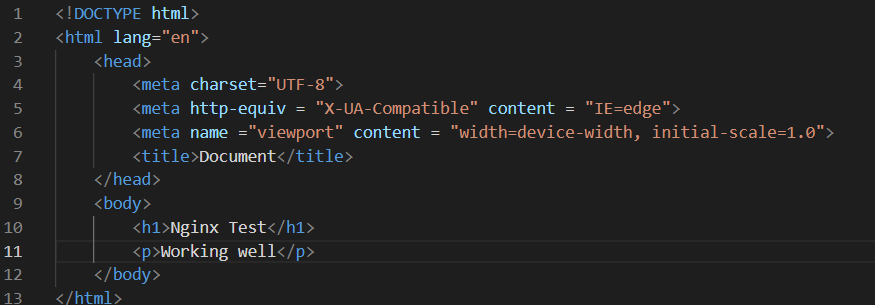 1 <!DOCTYPE html>
2 <html lang="en">
3     <head>
4         <meta charset="UTF-8">
5         <meta http-equiv = "X-UA-Compatible" content = "IE=edge">
6         <meta name ="viewport" content = "width=device-width, initial-scale=1.0">
7         <title>Document</title>
8     </head>
9     <body>
10         <h1>Nginx Test</h1>
11         <p>Working well</p>
12     </body>
13 </html>